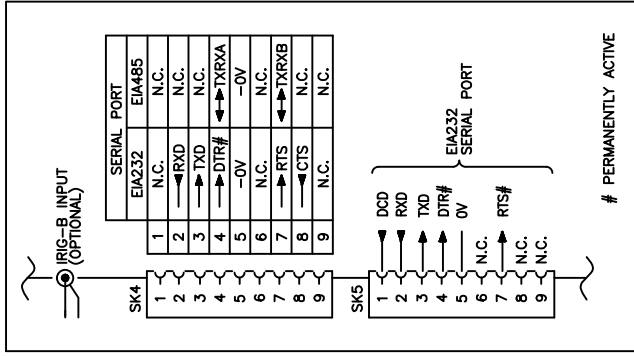 IRIG-B INPUT
(OPTIONAL)
SERIAL PORT
EIA232 EIA485
1 N.C. N.C.
2 RXD N.C.
3 TXD N.C.
4 DTR# TXRXA
5 -0V -0V
6 N.C. N.C.
7 RTS TXRXB
8 CTS N.C.
9 N.C. N.C.
SK4
1
2
3
4
5
6
7
8
9
SK5
1 DCD
2 RXD
3 TXD
4 DTR#
5 0V
6 N.C.
7 RTS#
8 N.C.
9 N.C.
EIA232
SERIAL PORT
# PERMANENTLY ACTIVE